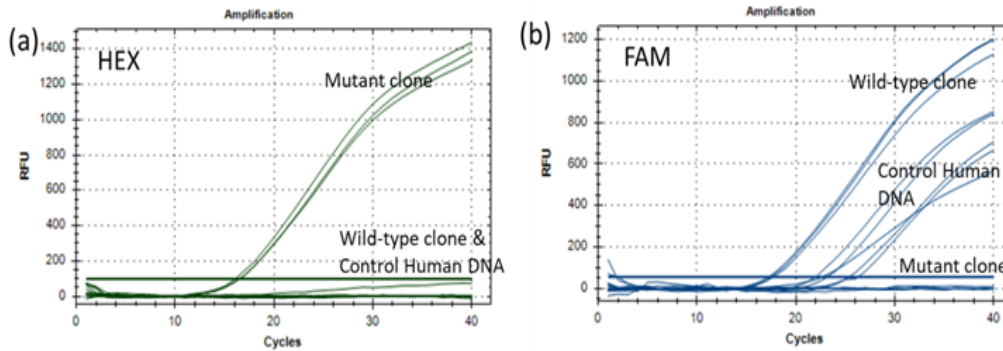 Amplification
(a)
HEX
1400
1200
1000
800
600
400
200
0
RFU
Mutant clone
Wild-type clone &
Control Human DNA
0
10
20
30
40
Cycles
Amplification
(b)
FAM
1200
1000
800
600
400
200
0
RFU
Wild-type clone
Control Human
DNA
Mutant clone
0
10
20
30
40
Cycles